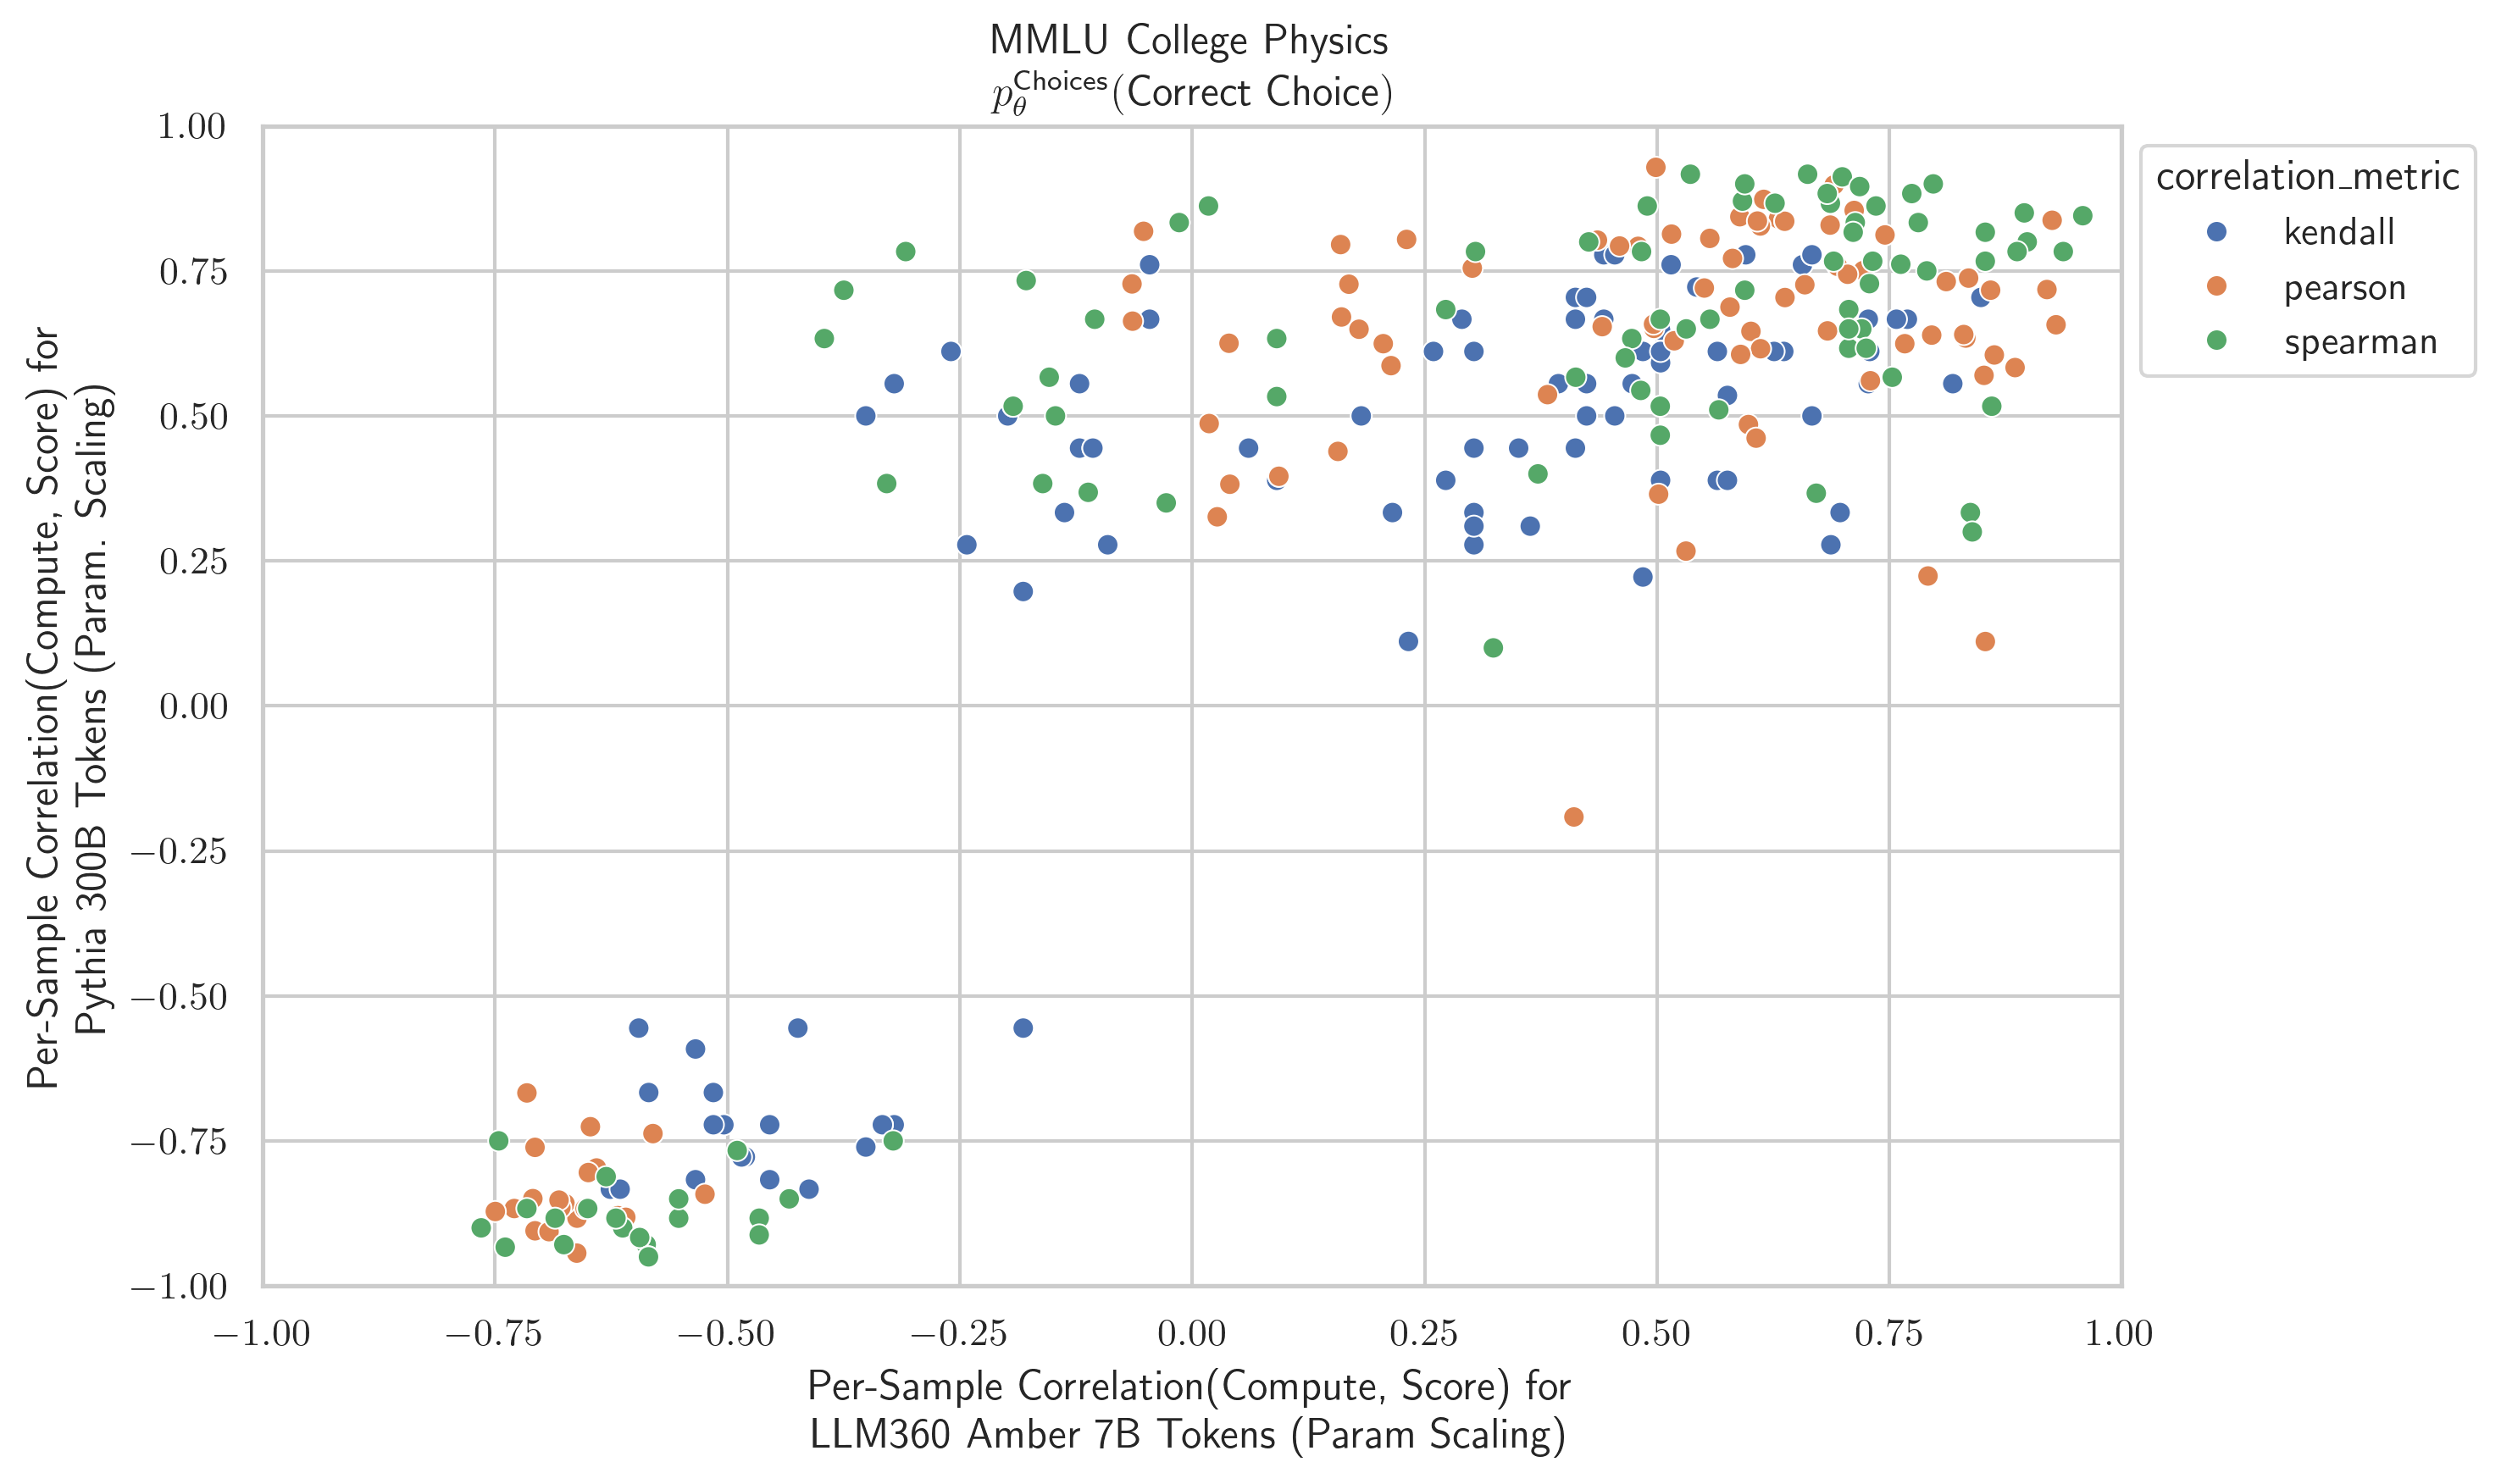 MMLU College Physics
p_θ^Choices(Correct Choice)
1.00
0.75
0.50
0.25
0.00
−0.25
−0.50
−0.75
−1.00
Per-Sample Correlation(Compute, Score) for
Pythia 300B Tokens (Param. Scaling)
correlation_metric
kendall
pearson
spearman
−1.00 −0.75 −0.50 −0.25 0.00 0.25 0.50 0.75 1.00
Per-Sample Correlation(Compute, Score) for
LLM360 Amber 7B Tokens (Param Scaling)